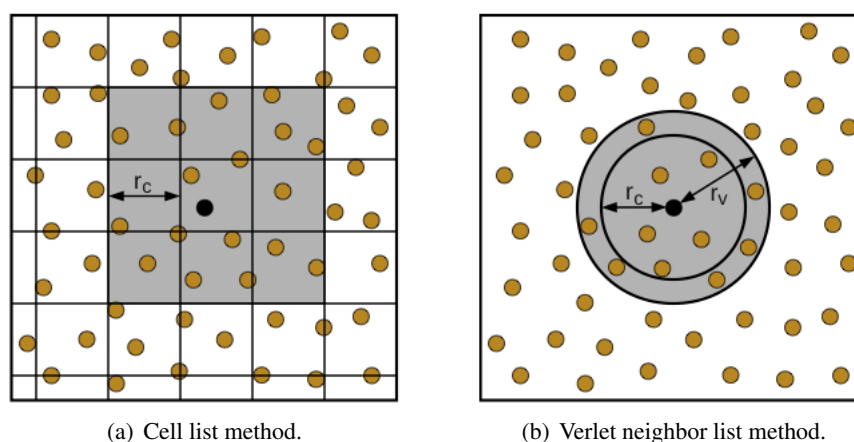 r_c
r_c
r_v
(a) Cell list method.
(b) Verlet neighbor list method.